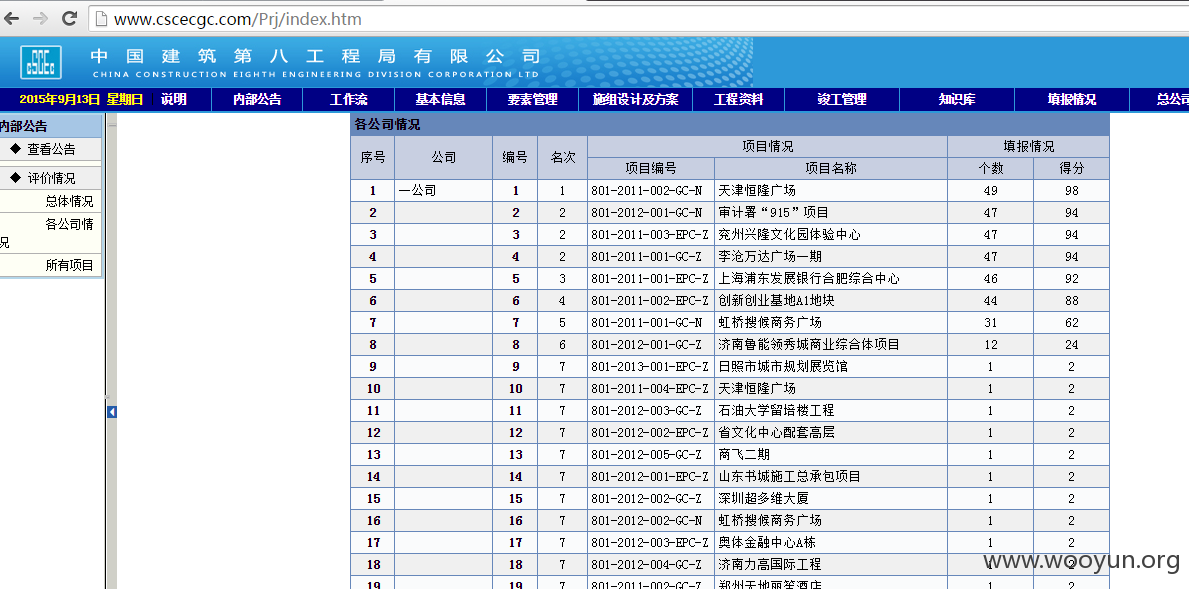 www.cscecgc.com/Prj/index.htm
中国建筑第八工程局有限公司
CHINA CONSTRUCTION EIGHTH ENGINEERING DIVISION CORPORATION LTD
2015年9月13日 星期日 说明 内部公告 工作流 基本信息 要素管理 施组设计及方案 工程资料 竣工管理 知识库 填报情况 总公司
内部公告
◆ 查看公告
◆ 评价情况
总体情况
各公司情
况
所有项目
各公司情况
序号 公司 编号 名次 项目情况 填报情况
项目编号 项目名称 个数 得分
1 一公司 1 1 801-2011-002-GC-N 天津恒隆广场 49 98
2 2 2 801-2012-001-GC-N 审计署“915”项目 47 94
3 3 2 801-2011-003-EPC-Z 兖州兴隆文化园体验中心 47 94
4 4 2 801-2011-001-GC-Z 李沧万达广场一期 47 94
5 5 3 801-2011-001-EPC-Z 上海浦东发展银行合肥综合中心 46 92
6 6 4 801-2011-002-EPC-Z 创新创业基地A1地块 44 88
7 7 5 801-2011-001-GC-N 虹桥搜候商务广场 31 62
8 8 6 801-2012-001-GC-Z 济南鲁能领秀城商业综合体项目 12 24
9 9 7 801-2013-001-EPC-Z 日照市城市规划展览馆 1 2
10 10 7 801-2011-004-EPC-Z 天津恒隆广场 1 2
11 11 7 801-2012-003-GC-Z 石油大学留培楼工程 1 2
12 12 7 801-2012-002-EPC-Z 省文化中心配套高层 1 2
13 13 7 801-2012-005-GC-Z 商飞二期 1 2
14 14 7 801-2012-001-EPC-Z 山东书城施工总承包项目 1 2
15 15 7 801-2012-002-GC-Z 深圳超多维大厦 1 2
16 16 7 801-2012-002-GC-N 虹桥搜候商务广场 1 2
17 17 7 801-2012-003-EPC-Z 奥体金融中心A栋 1 2
18 18 7 801-2012-004-GC-Z 济南力高国际工程 1 2
19 19 7 801-2011-002-GC-Z 郑州天地丽笙酒店 1 2
www.wooyun.org